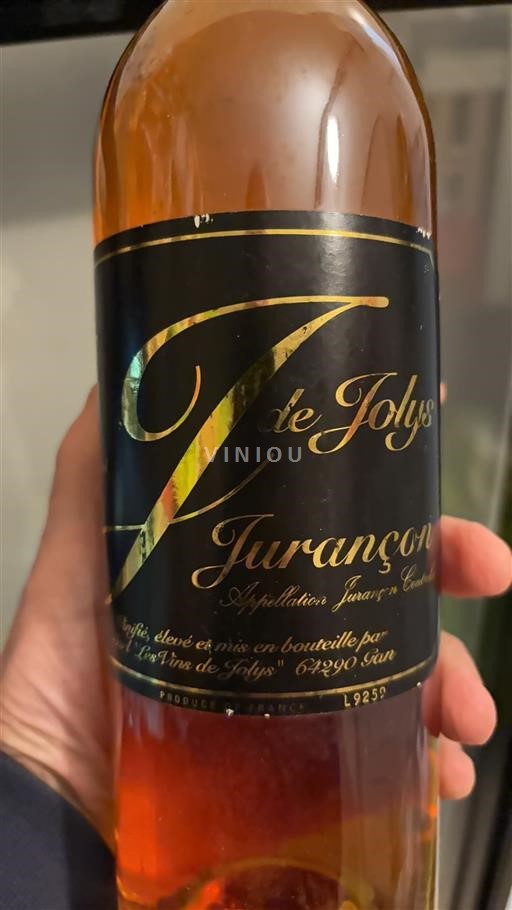 J
de Jolys
VINIOU
Jurançon
Appellation Jurançon
élevé et mis en bouteille par
"Les Vins de Jolys" 64290 Gan
PRODUCE OF FRANCE L9259